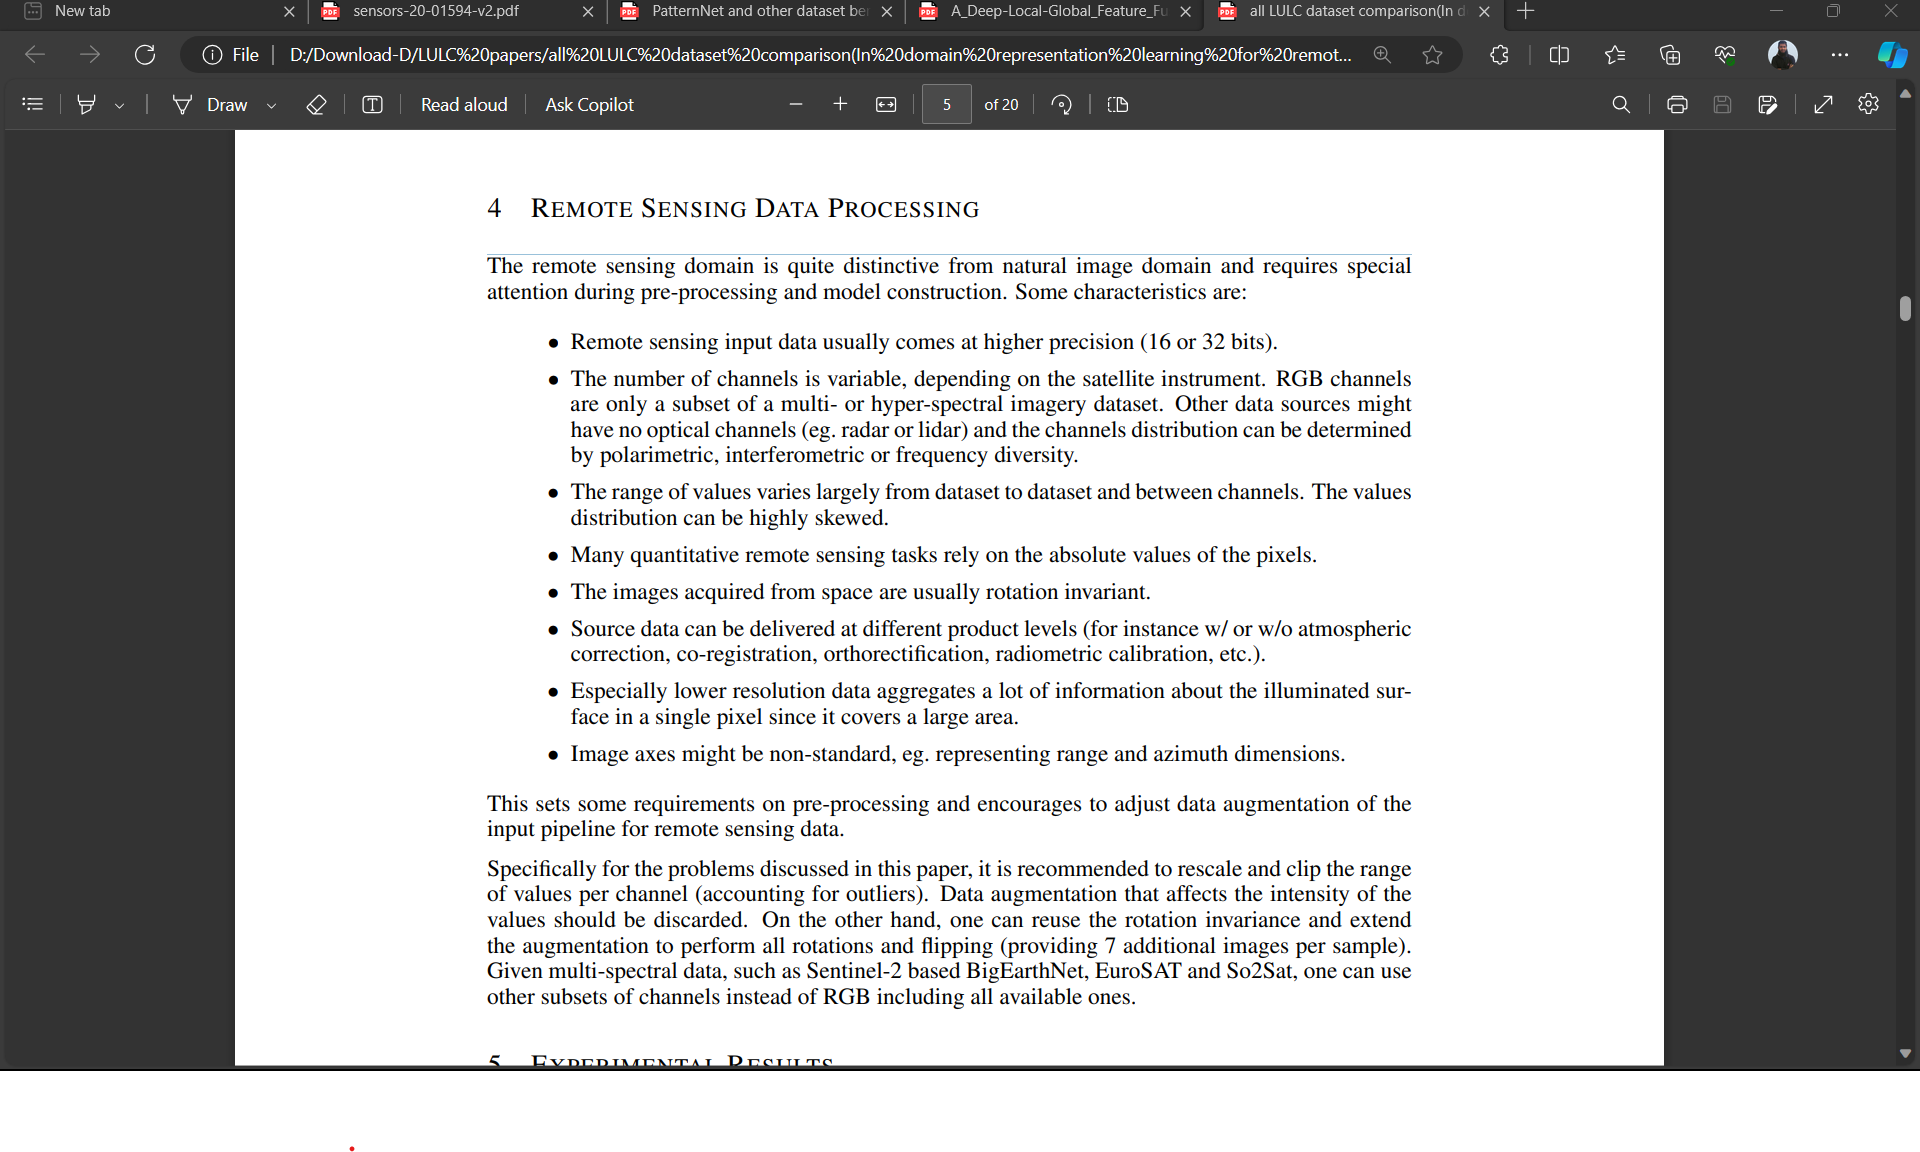 New tab
sensors-20-01594-v2.pdf
PatternNet and other dataset be
A_Deep-Local-Global_Feature_Fu
all LULC dataset comparison(In d
File
D:/Download-D/LULC%20papers/all%20LULC%20dataset%20comparison(In%20domain%20representation%20learning%20for%20remot...
Draw
Read aloud
Ask Copilot
5
of 20
4 REMOTE SENSING DATA PROCESSING
The remote sensing domain is quite distinctive from natural image domain and requires special
attention during pre-processing and model construction. Some characteristics are:
• Remote sensing input data usually comes at higher precision (16 or 32 bits).
• The number of channels is variable, depending on the satellite instrument. RGB channels
are only a subset of a multi- or hyper-spectral imagery dataset. Other data sources might
have no optical channels (eg. radar or lidar) and the channels distribution can be determined
by polarimetric, interferometric or frequency diversity.
• The range of values varies largely from dataset to dataset and between channels. The values
distribution can be highly skewed.
• Many quantitative remote sensing tasks rely on the absolute values of the pixels.
• The images acquired from space are usually rotation invariant.
• Source data can be delivered at different product levels (for instance w/ or w/o atmospheric
correction, co-registration, orthorectification, radiometric calibration, etc.).
• Especially lower resolution data aggregates a lot of information about the illuminated sur-
face in a single pixel since it covers a large area.
• Image axes might be non-standard, eg. representing range and azimuth dimensions.
This sets some requirements on pre-processing and encourages to adjust data augmentation of the
input pipeline for remote sensing data.
Specifically for the problems discussed in this paper, it is recommended to rescale and clip the range
of values per channel (accounting for outliers). Data augmentation that affects the intensity of the
values should be discarded. On the other hand, one can reuse the rotation invariance and extend
the augmentation to perform all rotations and flipping (providing 7 additional images per sample).
Given multi-spectral data, such as Sentinel-2 based BigEarthNet, EuroSAT and So2Sat, one can use
other subsets of channels instead of RGB including all available ones.
5 EXPERIMENTAL RESULTS